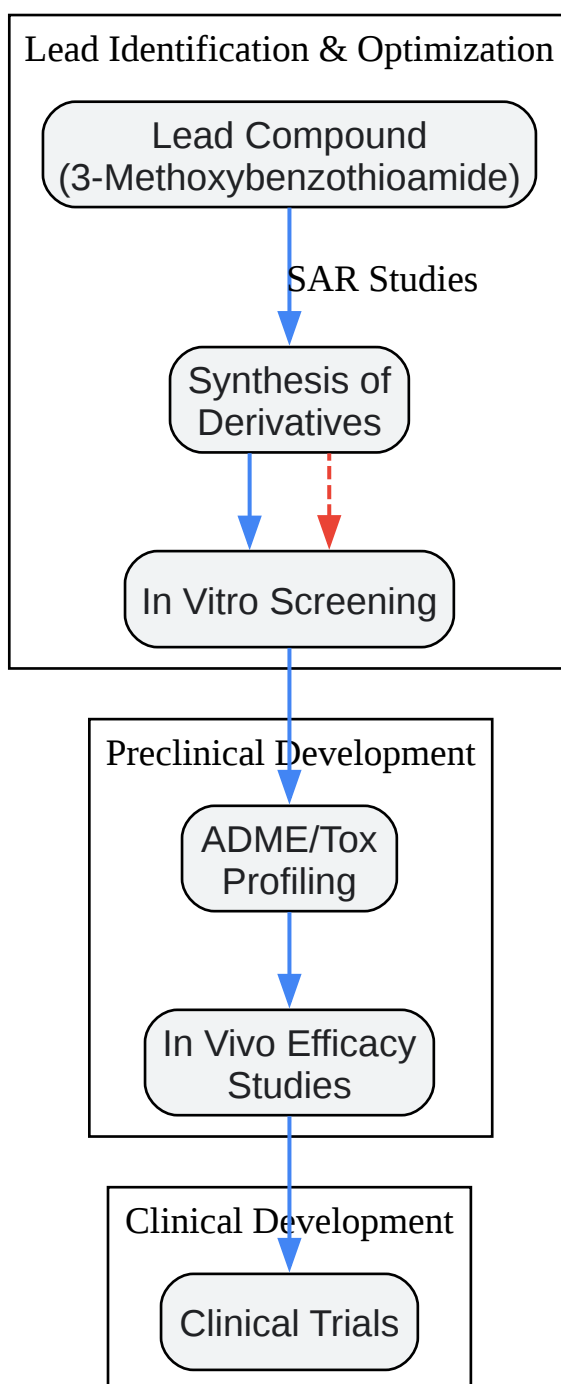 Lead Identification & Optimization
Lead Compound
(3-Methoxybenzothioamide)
SAR Studies
Synthesis of
Derivatives
In Vitro Screening
Preclinical Development
ADME/Tox
Profiling
In Vivo Efficacy
Studies
Clinical Development
Clinical Trials